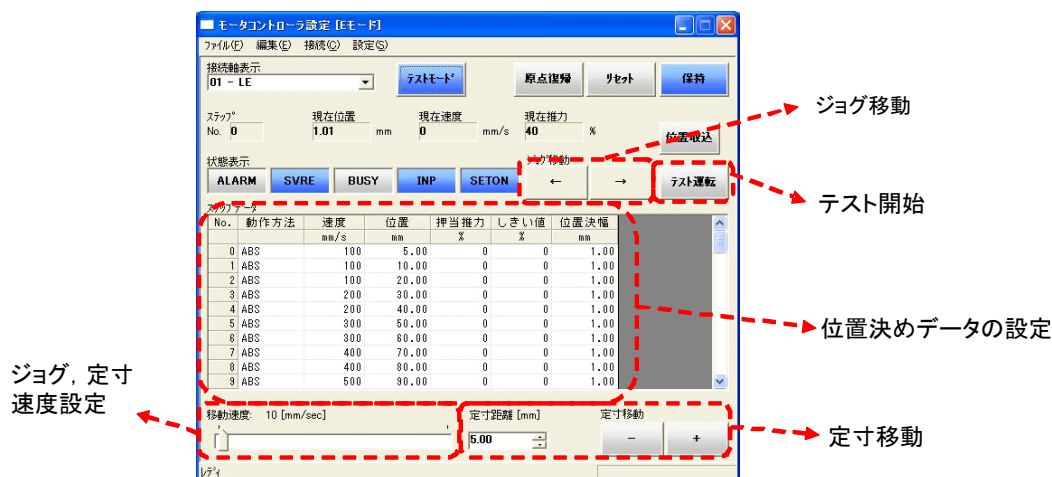 モータコントローラ設定 [Eモード]
ファイル(F) 編集(E) 接続(C) 設定(S)
接続軸表示
01 - LE
テストモード
原点復帰
リセット
保持
ステップ
No. 0
現在位置
1.01 mm
現在速度
0 mm/s
現在推力
40 %
位置取込
状態表示
ALARM SVRE BUSY INP SETON
ジョグ移動
← →
テスト運転
ステップデータ
No. 動作方法 速度 位置 押当推力 しきい値 位置決幅
mm/s mm % % mm
0 ABS 100 5.00 0 0 1.00
1 ABS 100 10.00 0 0 1.00
2 ABS 100 20.00 0 0 1.00
3 ABS 200 30.00 0 0 1.00
4 ABS 200 40.00 0 0 1.00
5 ABS 300 50.00 0 0 1.00
6 ABS 300 60.00 0 0 1.00
7 ABS 400 70.00 0 0 1.00
8 ABS 400 80.00 0 0 1.00
9 ABS 500 90.00 0 0 1.00
移動速度: 10 [mm/sec]
定寸距離 [mm]
5.00
定寸移動
- +
レディ
ジョグ移動
テスト開始
位置決めデータの設定
定寸移動
ジョグ, 定寸
速度設定